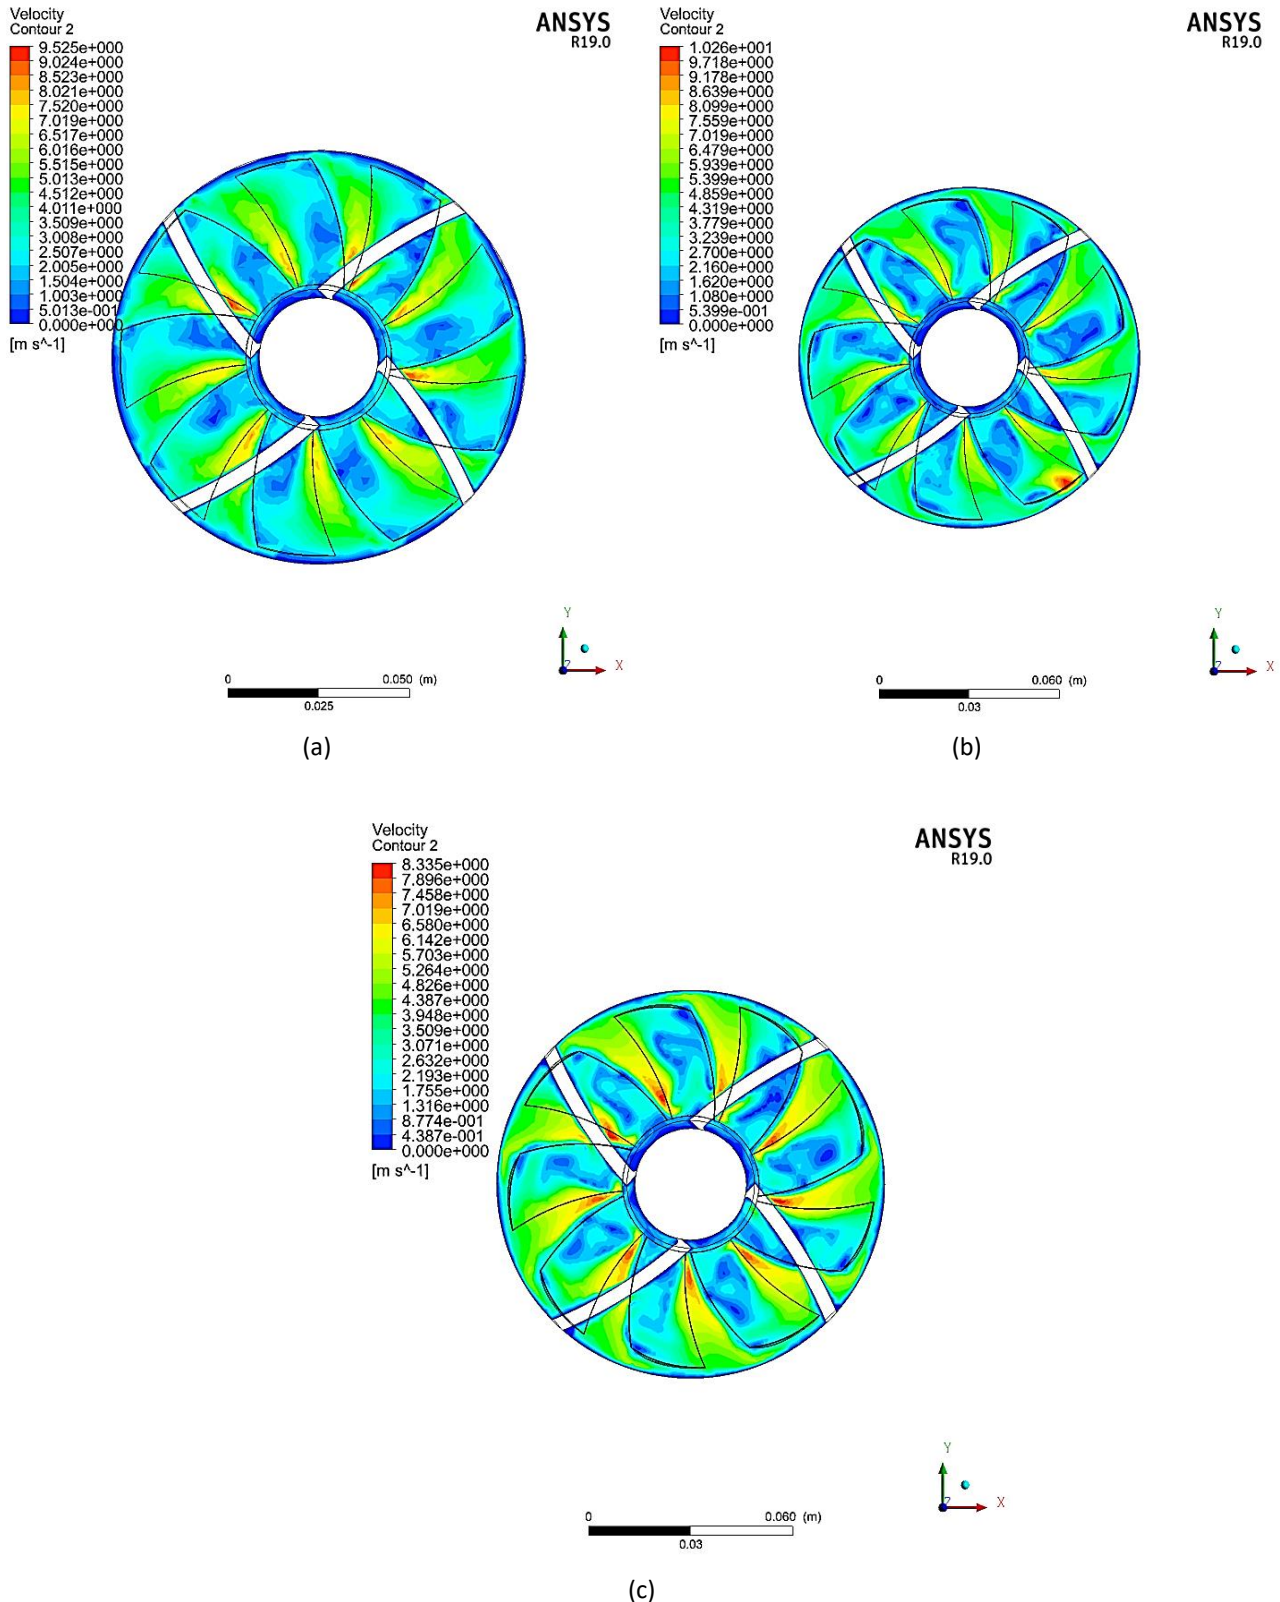 Velocity
Contour 2
9.525e+000
9.024e+000
8.523e+000
8.021e+000
7.520e+000
7.019e+000
6.517e+000
6.016e+000
5.515e+000
5.013e+000
4.512e+000
4.011e+000
3.509e+000
3.008e+000
2.507e+000
2.005e+000
1.504e+000
1.003e+000
5.013e-001
0.000e+000
[m s^-1]
ANSYS
R19.0
Y
Z
X
0 0.050 (m)
0.025
(a)
Velocity
Contour 2
1.026e+001
9.718e+000
9.178e+000
8.639e+000
8.099e+000
7.559e+000
7.019e+000
6.479e+000
5.939e+000
5.399e+000
4.859e+000
4.319e+000
3.779e+000
3.239e+000
2.700e+000
2.160e+000
1.620e+000
1.080e+000
5.399e-001
0.000e+000
[m s^-1]
ANSYS
R19.0
Y
Z
X
0 0.060 (m)
0.03
(b)
Velocity
Contour 2
8.335e+000
7.896e+000
7.458e+000
7.019e+000
6.580e+000
6.142e+000
5.703e+000
5.264e+000
4.826e+000
4.387e+000
3.948e+000
3.509e+000
3.071e+000
2.632e+000
2.193e+000
1.755e+000
1.316e+000
8.774e-001
4.387e-001
0.000e+000
[m s^-1]
ANSYS
R19.0
Y
Z
X
0 0.060 (m)
0.03
(c)